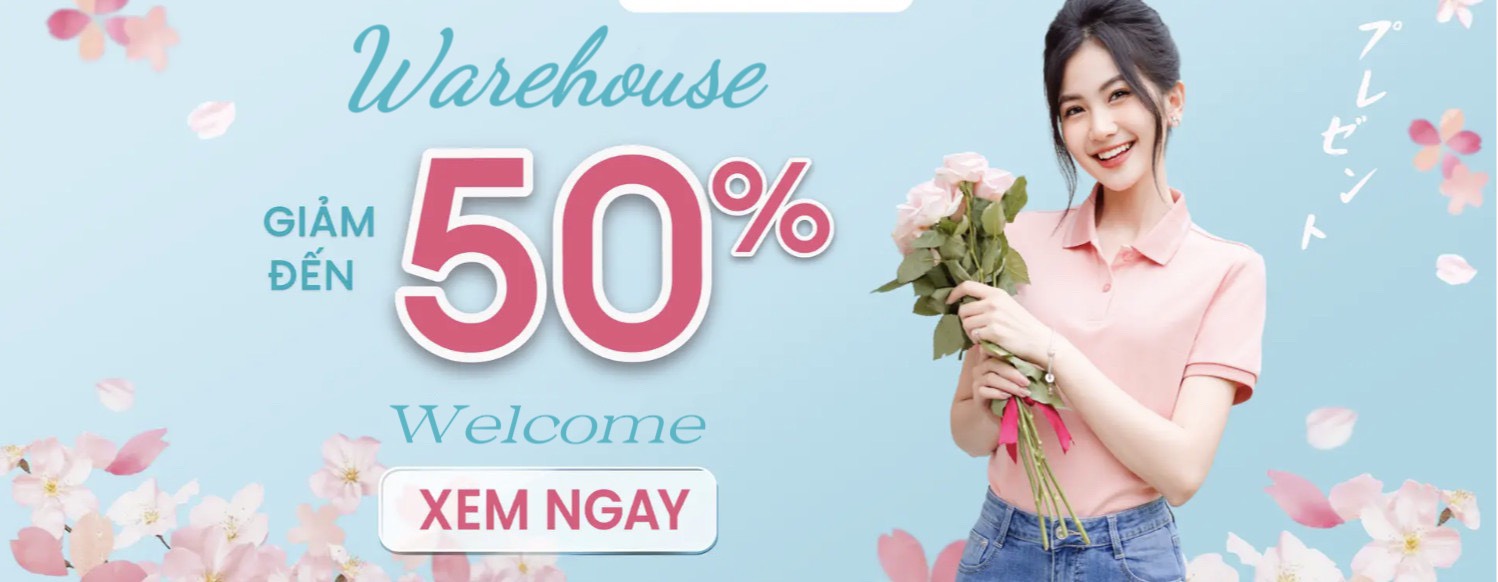 Warehouse
GIẢM
ĐẾN
50%
Welcome
XEM NGAY
プレゼント